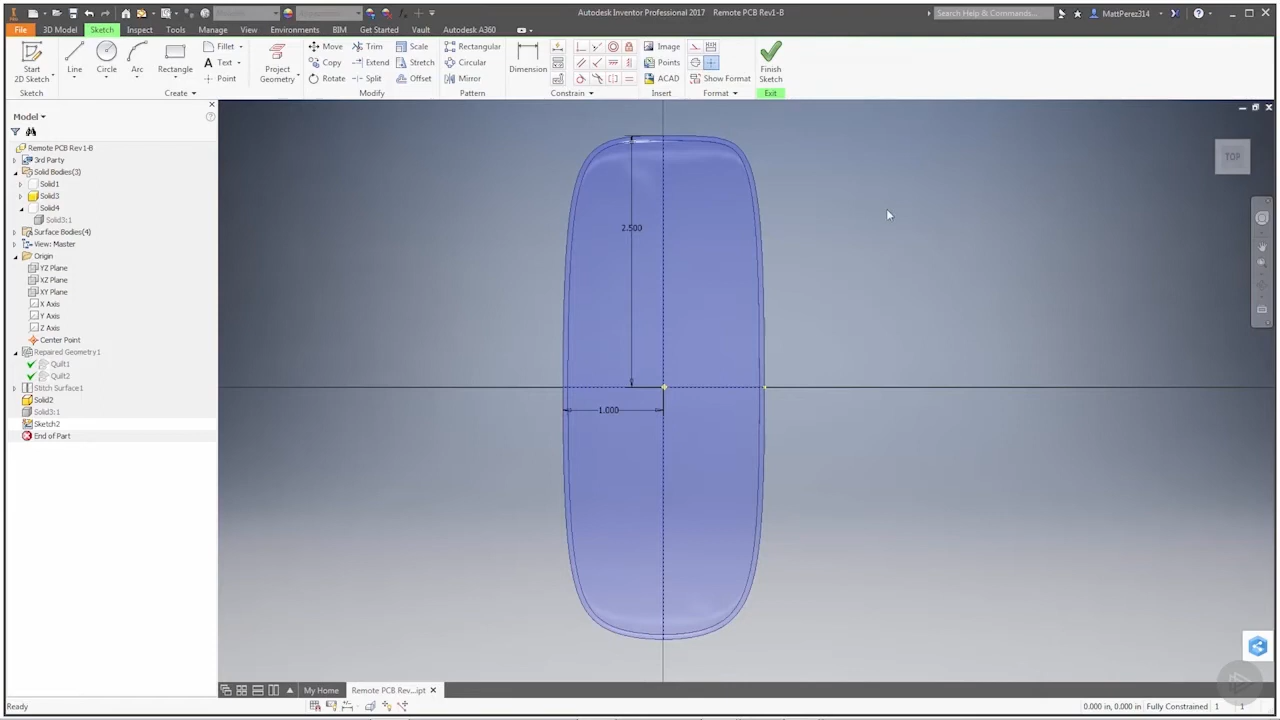 Autodesk Inventor Professional 2017 Remote PCB Rev1-B
Search Help & Commands...
MattPerez314
File 3D Model Sketch Inspect Tools Manage View Environments BIM Get Started Vault Autodesk A360
Start
2D Sketch
Line
Circle
Arc
Rectangle
Fillet
Text
Point
Project
Geometry
Move Trim Scale
Copy Extend Stretch
Rotate Split Offset
Rectangular
Circular
Mirror
Dimension
Image
Points
ACAD
Show Format
Finish
Sketch
Sketch Create Modify Pattern Constrain Insert Format Exit
Model
Remote PCB Rev1-B
3rd Party
Solid Bodies(3)
Solid1
Solid3
Solid4
Solid3:1
Surface Bodies(4)
View: Master
Origin
YZ Plane
XZ Plane
XY Plane
X Axis
Y Axis
Z Axis
Center Point
Repaired Geometry1
Quilt1
Quilt2
Stitch Surface1
Solid2
Solid3:1
Sketch2
End of Part
TOP
2.500
1.000
My Home Remote PCB Rev...ipt
Ready
0.000 in, 0.000 in Fully Constrained 1 1